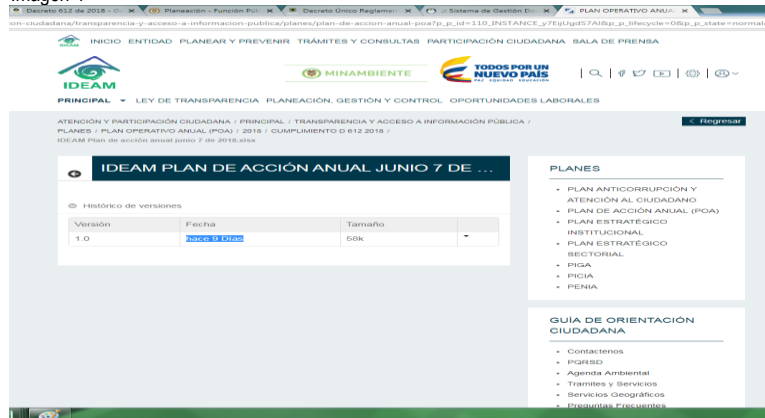 Decreto 612 de 2018 - G
Planeación - Función Púb
Decreto Único Reglamen
.: Sistema de Gestión Do
PLAN OPERATIVO ANUA
on-ciudadana/transparencia-y-acceso-a-informacion-publica/planes/plan-de-accion-anual-poa?p_p_id=110_INSTANCE_y7EjUgdS7AI&p_p_lifecycle=0&p_p_state=normal
IDEAM INICIO ENTIDAD PLANEAR Y PREVENIR TRÁMITES Y CONSULTAS PARTICIPACIÓN CIUDADANA SALA DE PRENSA
IDEAM
MINAMBIENTE
TODOS POR UN
NUEVO PAÍS
PAZ EQUIDAD EDUCACIÓN
PRINCIPAL LEY DE TRANSPARENCIA PLANEACIÓN, GESTIÓN Y CONTROL OPORTUNIDADES LABORALES
ATENCIÓN Y PARTICIPACIÓN CIUDADANA / PRINCIPAL / TRANSPARENCIA Y ACCESO A INFORMACIÓN PÚBLICA /
PLANES / PLAN OPERATIVO ANUAL (POA) / 2018 / CUMPLIMIENTO D 612 2018 /
IDEAM Plan de acción anual junio 7 de 2018.xlsx
< Regresar
IDEAM PLAN DE ACCIÓN ANUAL JUNIO 7 DE ...
Histórico de versiones
Versión Fecha Tamaño
1.0 hace 9 Días 58k
PLANES
PLAN ANTICORRUPCIÓN Y
ATENCIÓN AL CIUDADANO
PLAN DE ACCIÓN ANUAL (POA)
PLAN ESTRATÉGICO
INSTITUCIONAL
PLAN ESTRATÉGICO
SECTORIAL
PIGA
PICIA
PENIA
GUÍA DE ORIENTACIÓN
CIUDADANA
Contáctenos
PQRSD
Agenda Ambiental
Tramites y Servicios
Servicios Geográficos
Preguntas Frecuentes